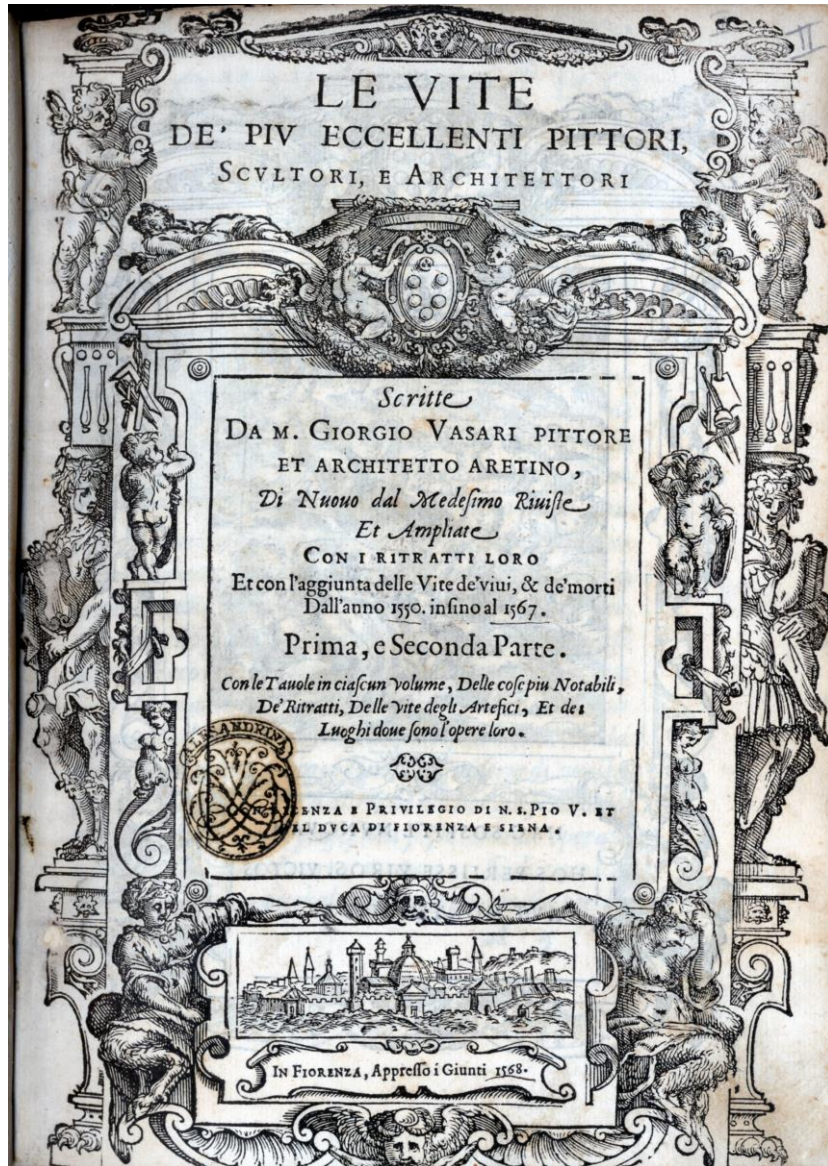 II
LE VITE
DE' PIV ECCELLENTI PITTORI,
SCVLTORI, E ARCHITETTORI
Scritte
DA M. GIORGIO VASARI PITTORE
ET ARCHITETTO ARETINO,
Di Nuouo dal Medeſimo Riuiſte
Et Ampliate
CON I RITRATTI LORO
Et con l'aggiunta delle Vite de'viui, & de'morti
Dall'anno 1550. inſino al 1567.
Prima, e Seconda Parte.
Con le Tauole in ciaſcun volume, Delle coſe piu Notabili,
De'Ritratti, Delle vite degli Artefici, Et dei
Luoghi doue ſono l'opere loro.
ALESANDRINA
CENZA E PRIVILEGIO DI N. S. PIO V. ET
EL DVCA DI FIORENZA E SIENA.
IN FIORENZA, Appreſſo i Giunti 1568.